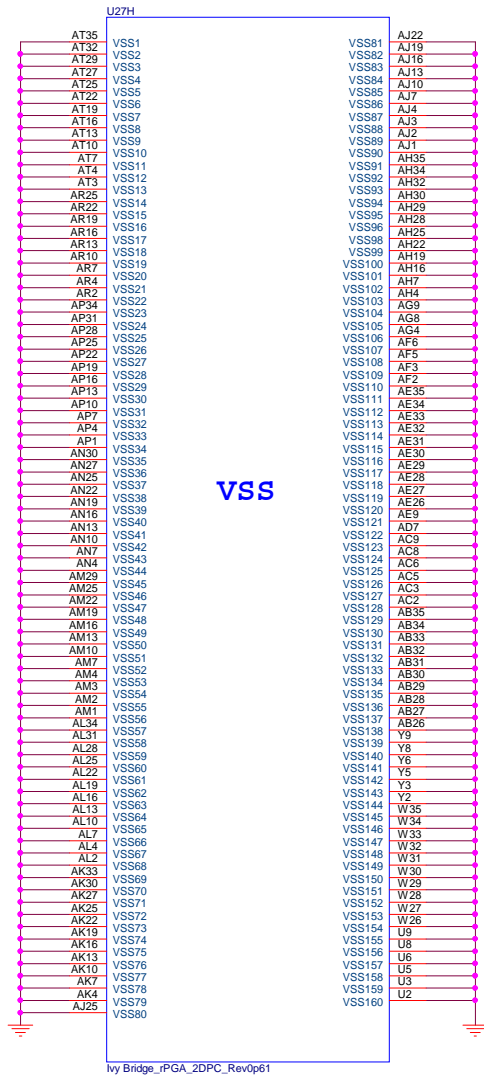 U27H
AT35 VSS1
AT32 VSS2
AT29 VSS3
AT27 VSS4
AT25 VSS5
AT22 VSS6
AT19 VSS7
AT16 VSS8
AT13 VSS9
AT10 VSS10
AT7 VSS11
AT4 VSS12
AT3 VSS13
AR25 VSS14
AR22 VSS15
AR19 VSS16
AR16 VSS17
AR13 VSS18
AR10 VSS19
AR7 VSS20
AR4 VSS21
AR2 VSS22
AP34 VSS23
AP31 VSS24
AP28 VSS25
AP25 VSS26
AP22 VSS27
AP19 VSS28
AP16 VSS29
AP13 VSS30
AP10 VSS31
AP7 VSS32
AP4 VSS33
AP1 VSS34
AN30 VSS35
AN27 VSS36
AN25 VSS37
AN22 VSS38
AN19 VSS39
AN16 VSS40
AN13 VSS41
AN10 VSS42
AN7 VSS43
AN4 VSS44
AM29 VSS45
AM25 VSS46
AM22 VSS47
AM19 VSS48
AM16 VSS49
AM13 VSS50
AM10 VSS51
AM7 VSS52
AM4 VSS53
AM3 VSS54
AM2 VSS55
AM1 VSS56
AL34 VSS57
AL31 VSS58
AL28 VSS59
AL25 VSS60
AL22 VSS61
AL19 VSS62
AL16 VSS63
AL13 VSS64
AL10 VSS65
AL7 VSS66
AL4 VSS67
AL2 VSS68
AK33 VSS69
AK30 VSS70
AK27 VSS71
AK25 VSS72
AK22 VSS73
AK19 VSS74
AK16 VSS75
AK13 VSS76
AK10 VSS77
AK7 VSS78
AK4 VSS79
AJ25 VSS80
VSS
VSS81 AJ22
VSS82 AJ19
VSS83 AJ16
VSS84 AJ13
VSS85 AJ10
VSS86 AJ7
VSS87 AJ4
VSS88 AJ3
VSS89 AJ2
VSS90 AJ1
VSS91 AH35
VSS92 AH34
VSS93 AH32
VSS94 AH30
VSS95 AH29
VSS96 AH28
VSS98 AH25
VSS99 AH22
VSS100 AH19
VSS101 AH16
VSS102 AH7
VSS103 AH4
VSS104 AG9
VSS105 AG8
VSS106 AG4
VSS107 AF6
VSS108 AF5
VSS109 AF3
VSS110 AF2
VSS111 AE35
VSS112 AE34
VSS113 AE33
VSS114 AE32
VSS115 AE31
VSS116 AE30
VSS117 AE29
VSS118 AE28
VSS119 AE27
VSS120 AE26
VSS121 AE9
VSS122 AD7
VSS123 AC9
VSS124 AC8
VSS125 AC6
VSS126 AC5
VSS127 AC3
VSS128 AC2
VSS129 AB35
VSS130 AB34
VSS131 AB33
VSS132 AB32
VSS133 AB31
VSS134 AB30
VSS135 AB29
VSS136 AB28
VSS137 AB27
VSS138 AB26
VSS139 Y9
VSS140 Y8
VSS141 Y6
VSS142 Y5
VSS143 Y3
VSS144 Y2
VSS145 W35
VSS146 W34
VSS147 W33
VSS148 W32
VSS149 W31
VSS150 W30
VSS151 W29
VSS152 W28
VSS153 W27
VSS154 W26
VSS155 U9
VSS156 U8
VSS157 U6
VSS158 U5
VSS159 U3
VSS160 U2
Ivy Bridge_rPGA_2DPC_Rev0p61